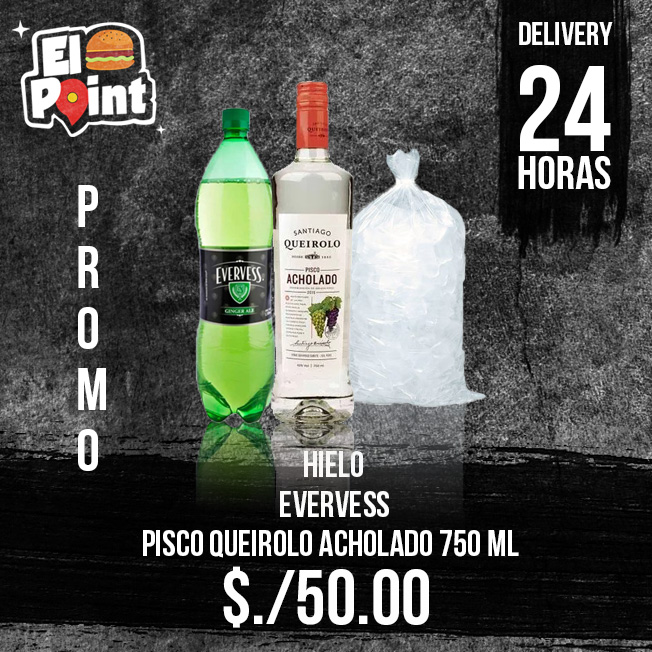 El
Point
DELIVERY
24
HORAS
PROMO
EVERVESS
GINGER ALE
QUEIROLO
SANTIAGO
QUEIROLO
PISCO
ACHOLADO
HIELO
EVERVESS
PISCO QUEIROLO ACHOLADO 750 ML
$./50.00